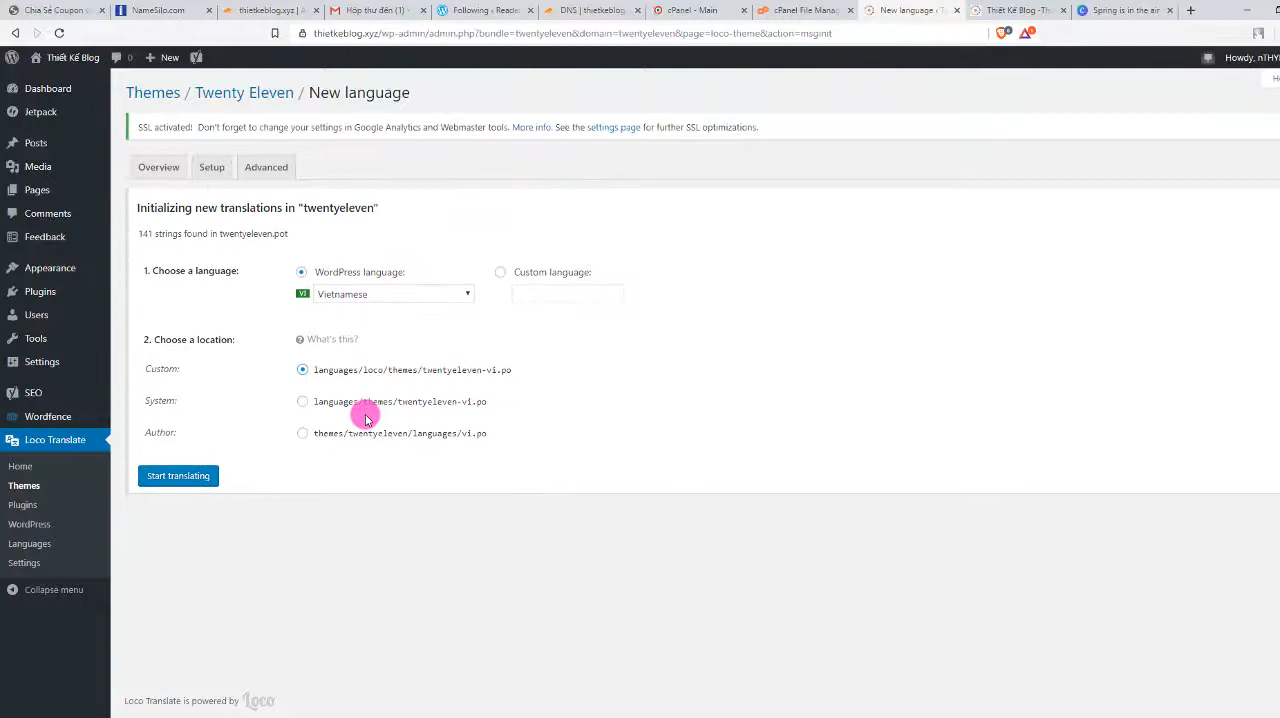 Chia Sẻ Coupon
NameSilo.com
thietkeblog.xyz
Hộp thư đến (1)
Following ‹ Reader
DNS | thietkeblog
cPanel - Main
cPanel File Manag
New language ‹ T
Thiết Kế Blog - Th
Spring is in the air
thietkeblog.xyz/wp-admin/admin.php?bundle=twentyeleven&domain=twentyeleven&page=loco-theme&action=msginit
Thiết Kế Blog
0
New
Howdy, nTHY
Dashboard
Jetpack
Posts
Media
Pages
Comments
Feedback
Appearance
Plugins
Users
Tools
Settings
SEO
Wordfence
Loco Translate
Home
Themes
Plugins
WordPress
Languages
Settings
Collapse menu
Themes / Twenty Eleven / New language
SSL activated! Don't forget to change your settings in Google Analytics and Webmaster tools. More info. See the settings page for further SSL optimizations.
Overview
Setup
Advanced
Initializing new translations in "twentyeleven"
141 strings found in twentyeleven.pot
1. Choose a language:
WordPress language:
Custom language:
VI
Vietnamese
2. Choose a location:
What's this?
Custom:
languages/loco/themes/twentyeleven-vi.po
System:
languages/themes/twentyeleven-vi.po
Author:
themes/twentyeleven/languages/vi.po
Start translating
Loco Translate is powered by Loco